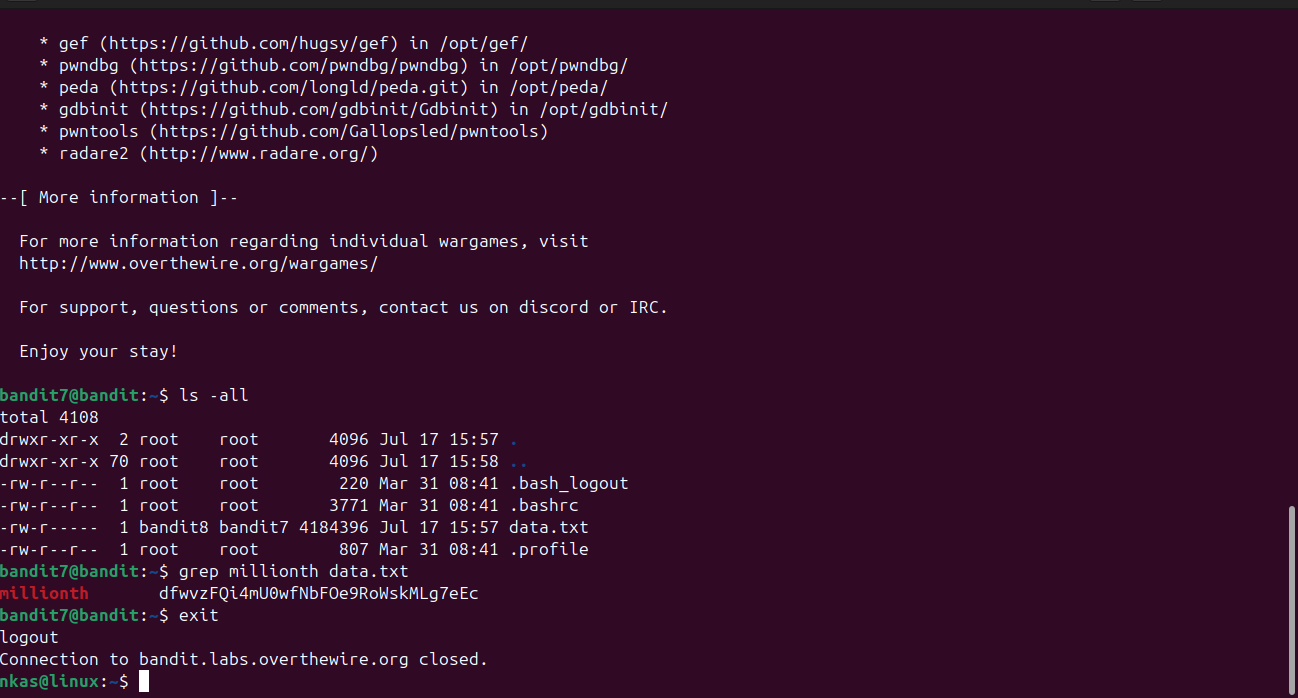 * gef (https://github.com/hugsy/gef) in /opt/gef/
* pwndbg (https://github.com/pwndbg/pwndbg) in /opt/pwndbg/
* peda (https://github.com/longld/peda.git) in /opt/peda/
* gdbinit (https://github.com/gdbinit/Gdbinit) in /opt/gdbinit/
* pwntools (https://github.com/Gallopsled/pwntools)
* radare2 (http://www.radare.org/)
--[ More information ]--
For more information regarding individual wargames, visit
http://www.overthewire.org/wargames/
For support, questions or comments, contact us on discord or IRC.
Enjoy your stay!
bandit7@bandit:~$ ls -all
total 4108
drwxr-xr-x  2 root    root       4096 Jul 17 15:57 .
drwxr-xr-x 70 root    root       4096 Jul 17 15:58 ..
-rw-r--r--  1 root    root        220 Mar 31 08:41 .bash_logout
-rw-r--r--  1 root    root       3771 Mar 31 08:41 .bashrc
-rw-r-----  1 bandit8 bandit7 4184396 Jul 17 15:57 data.txt
-rw-r--r--  1 root    root        807 Mar 31 08:41 .profile
bandit7@bandit:~$ grep millionth data.txt
millionth       dfwvzFQi4mU0wfNbFOe9RoWskMLg7eEc
bandit7@bandit:~$ exit
logout
Connection to bandit.labs.overthewire.org closed.
nkas@linux:~$